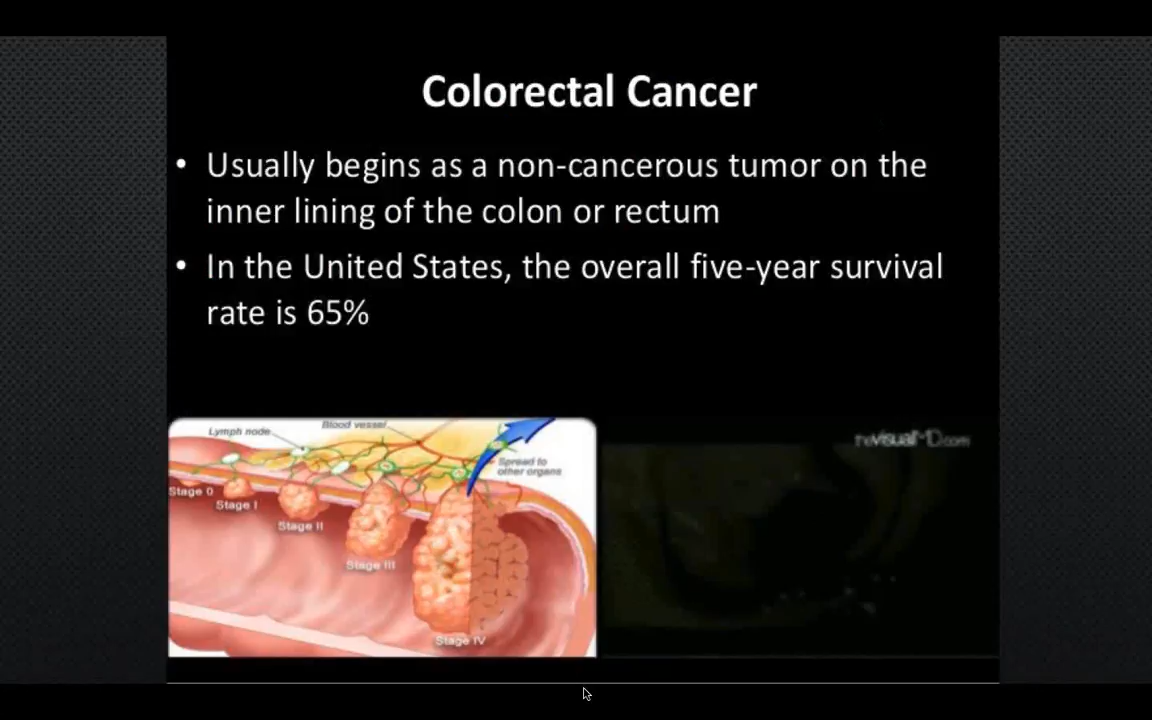 Colorectal Cancer
• Usually begins as a non-cancerous tumor on the
inner lining of the colon or rectum
• In the United States, the overall five-year survival
rate is 65%
Lymph node
Blood vessel
Spread to
other organs
Stage 0
Stage I
Stage II
Stage III
Stage IV
theVisualMD.com